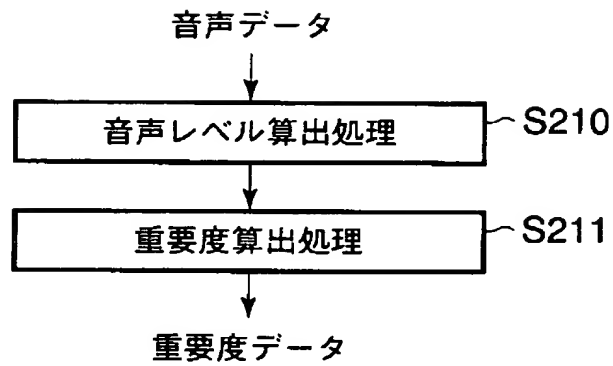 音声データ
音声レベル算出処理
S210
重要度算出処理
S211
重要度データ